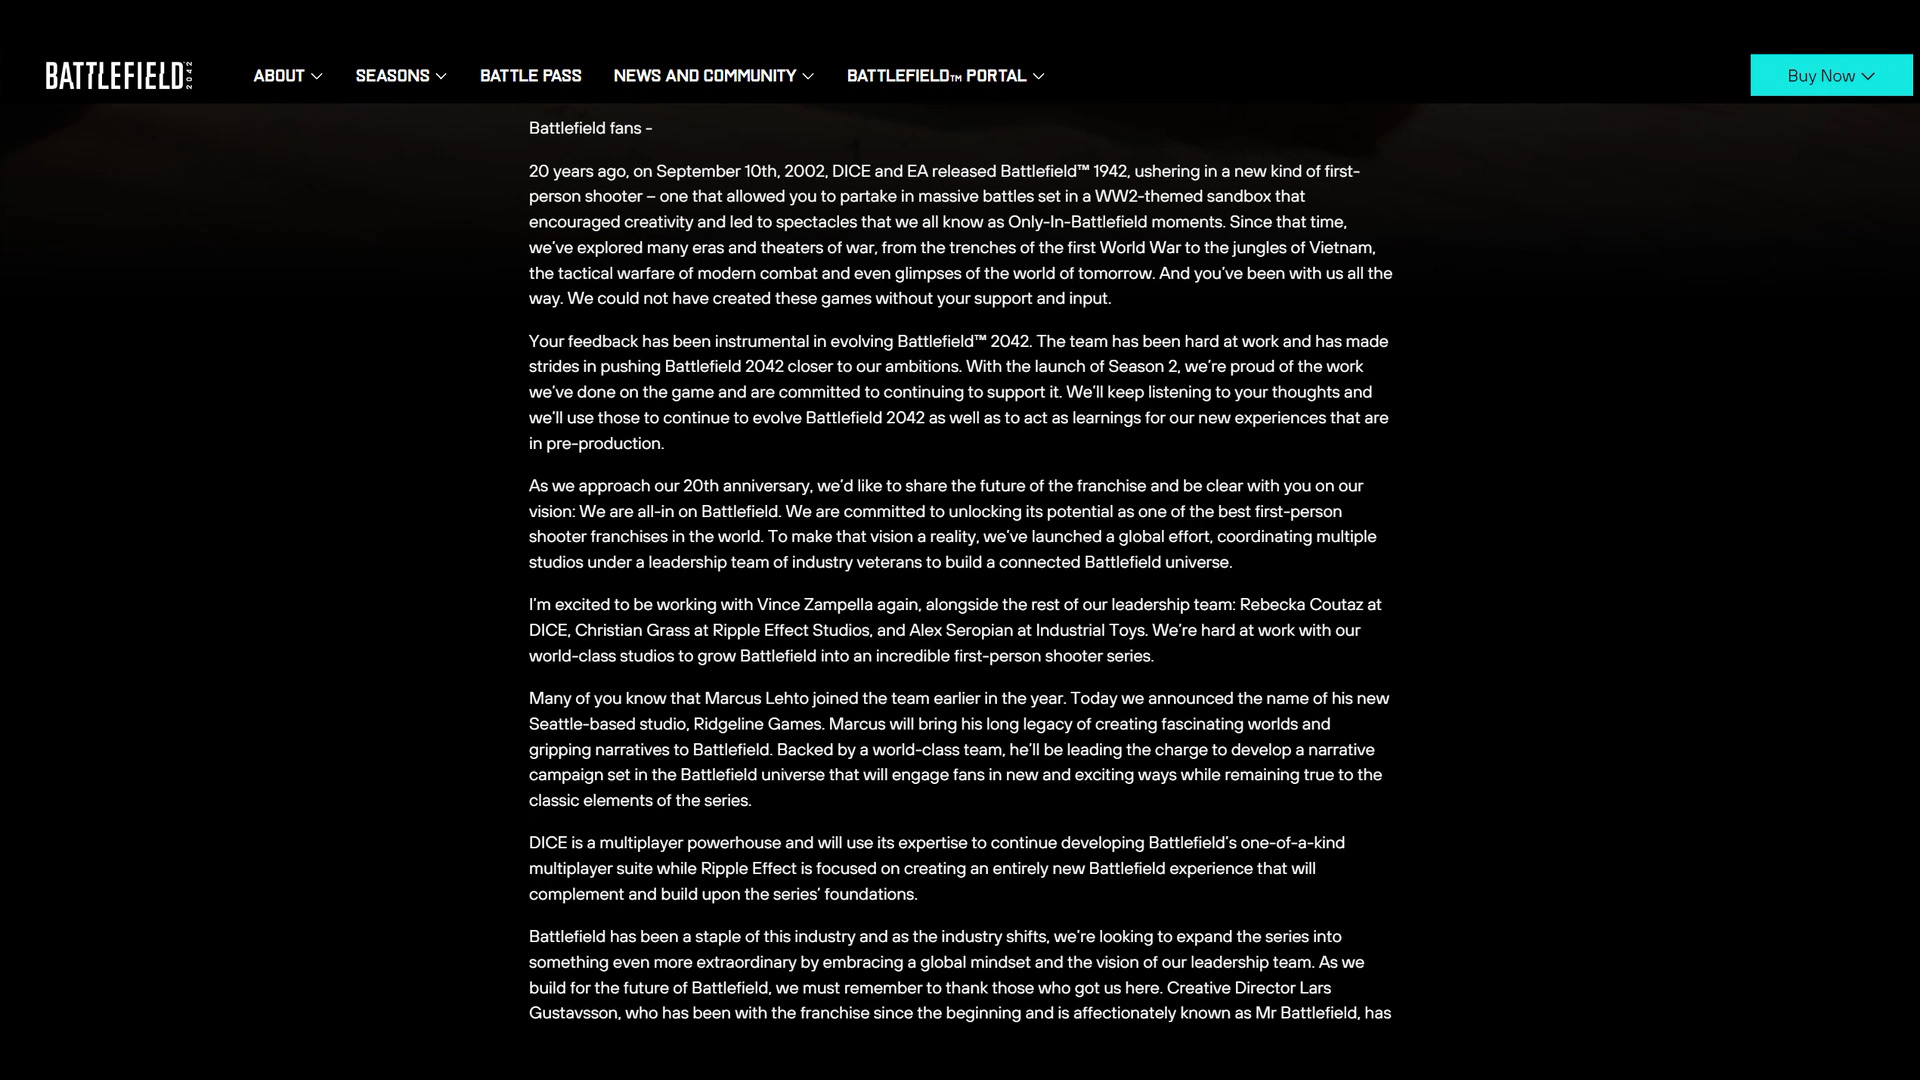 BATTLEFIELD 2042 ABOUT SEASONS BATTLE PASS NEWS AND COMMUNITY BATTLEFIELD™ PORTAL Buy Now
Battlefield fans -
20 years ago, on September 10th, 2002, DICE and EA released Battlefield™ 1942, ushering in a new kind of first-
person shooter – one that allowed you to partake in massive battles set in a WW2-themed sandbox that
encouraged creativity and led to spectacles that we all know as Only-In-Battlefield moments. Since that time,
we’ve explored many eras and theaters of war, from the trenches of the first World War to the jungles of Vietnam,
the tactical warfare of modern combat and even glimpses of the world of tomorrow. And you’ve been with us all the
way. We could not have created these games without your support and input.
Your feedback has been instrumental in evolving Battlefield™ 2042. The team has been hard at work and has made
strides in pushing Battlefield 2042 closer to our ambitions. With the launch of Season 2, we’re proud of the work
we’ve done on the game and are committed to continuing to support it. We’ll keep listening to your thoughts and
we’ll use those to continue to evolve Battlefield 2042 as well as to act as learnings for our new experiences that are
in pre-production.
As we approach our 20th anniversary, we’d like to share the future of the franchise and be clear with you on our
vision: We are all-in on Battlefield. We are committed to unlocking its potential as one of the best first-person
shooter franchises in the world. To make that vision a reality, we’ve launched a global effort, coordinating multiple
studios under a leadership team of industry veterans to build a connected Battlefield universe.
I’m excited to be working with Vince Zampella again, alongside the rest of our leadership team: Rebecka Coutaz at
DICE, Christian Grass at Ripple Effect Studios, and Alex Seropian at Industrial Toys. We’re hard at work with our
world-class studios to grow Battlefield into an incredible first-person shooter series.
Many of you know that Marcus Lehto joined the team earlier in the year. Today we announced the name of his new
Seattle-based studio, Ridgeline Games. Marcus will bring his long legacy of creating fascinating worlds and
gripping narratives to Battlefield. Backed by a world-class team, he’ll be leading the charge to develop a narrative
campaign set in the Battlefield universe that will engage fans in new and exciting ways while remaining true to the
classic elements of the series.
DICE is a multiplayer powerhouse and will use its expertise to continue developing Battlefield’s one-of-a-kind
multiplayer suite while Ripple Effect is focused on creating an entirely new Battlefield experience that will
complement and build upon the series’ foundations.
Battlefield has been a staple of this industry and as the industry shifts, we’re looking to expand the series into
something even more extraordinary by embracing a global mindset and the vision of our leadership team. As we
build for the future of Battlefield, we must remember to thank those who got us here. Creative Director Lars
Gustavsson, who has been with the franchise since the beginning and is affectionately known as Mr Battlefield, has